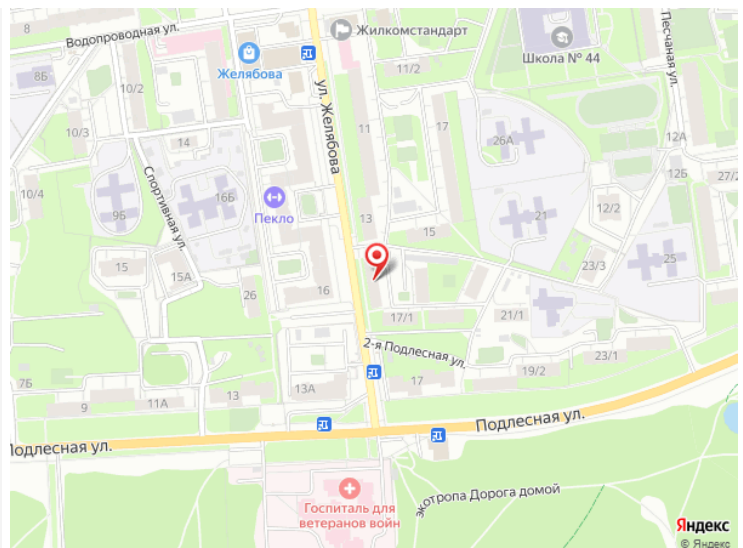 8
Водопроводная ул.
Жилкомстандарт
Песчаная ул.
Желябова
Школа № 44
8Б
10/2
11/2
ул. Желябова
10/3
14
11
17
26А
12А
10/4
Спортивная ул.
9Б
16Б
Пекло
12Б
27/2
13
15
21
12/2
15
15А
23/3
25
26
16
17/1
21/1
2-я Подлесная ул.
7Б
13
13А
17
19/2
23/1
9
11А
Подлесная ул.
Подлесная ул.
Госпиталь для
ветеранов войн
экотропа Дорога домой
Яндекс
© Яндекс